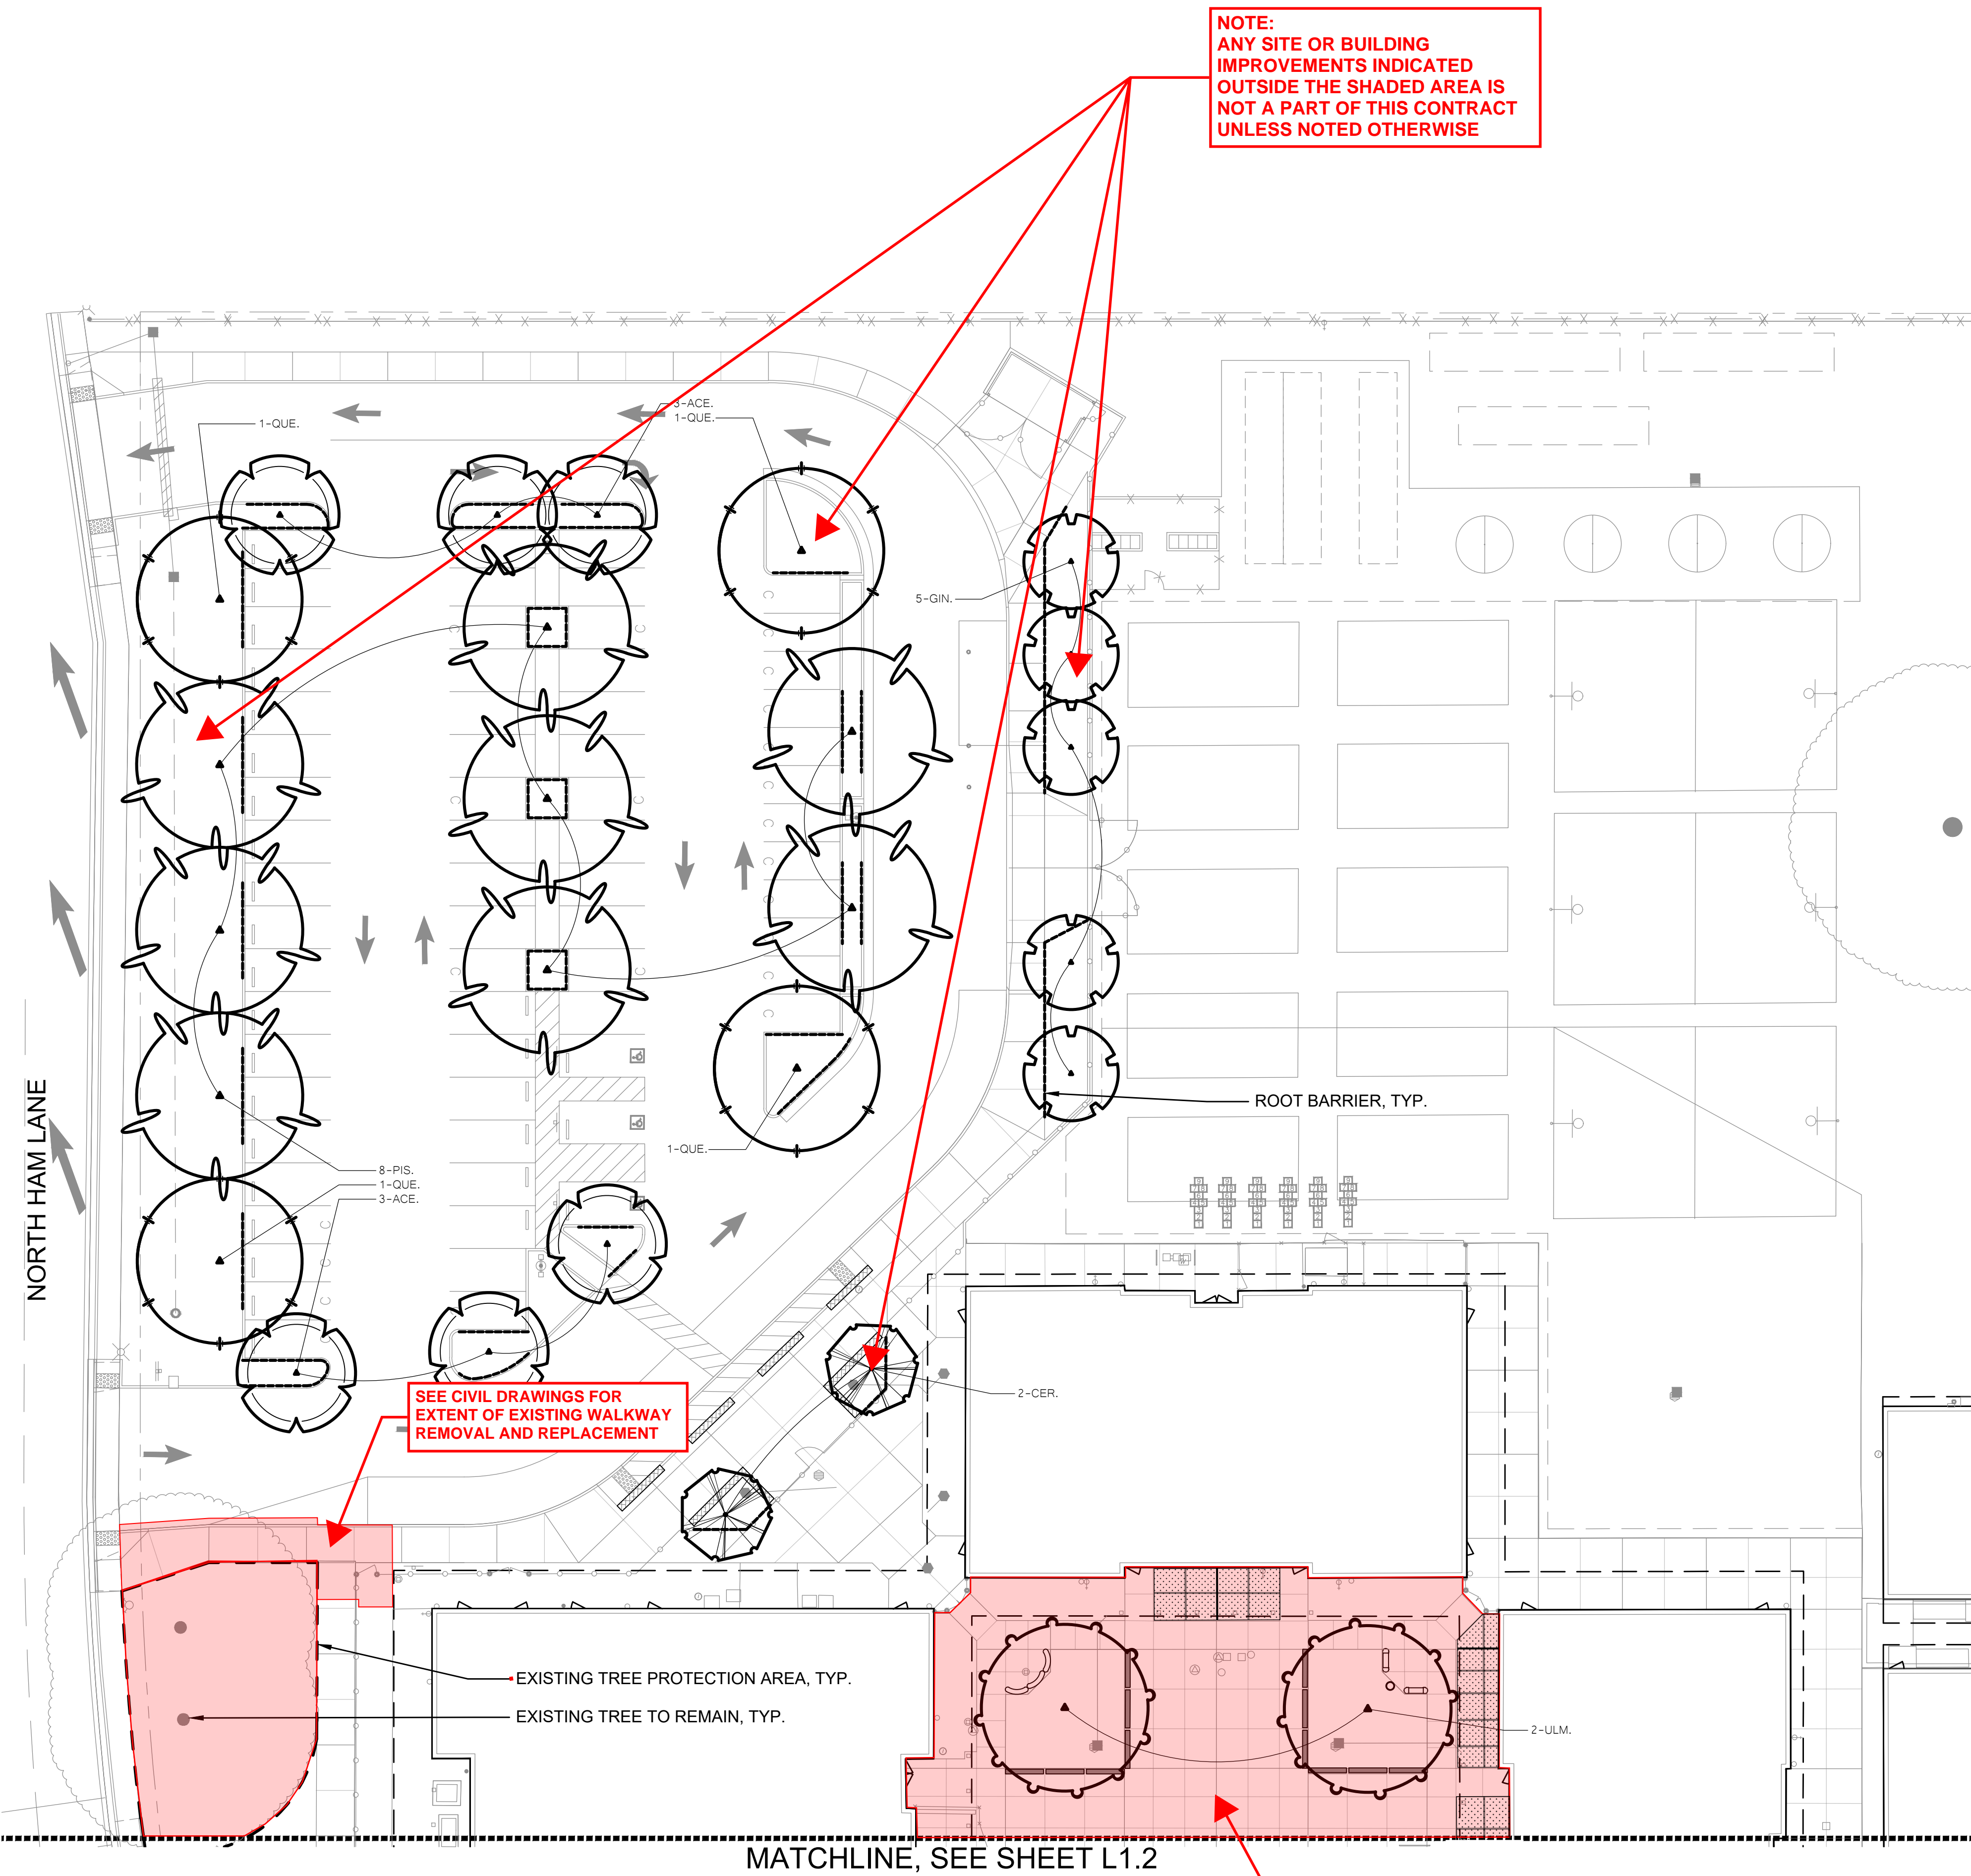 NOTE:
ANY SITE OR BUILDING
IMPROVEMENTS INDICATED
OUTSIDE THE SHADED AREA IS
NOT A PART OF THIS CONTRACT
UNLESS NOTED OTHERWISE
3-ACE.
1-QUE.
1-QUE.
5-GIN.
ROOT BARRIER, TYP.
1-QUE.
8-PIS.
1-QUE.
3-ACE.
NORTH HAM LANE
2-CER.
SEE CIVIL DRAWINGS FOR
EXTENT OF EXISTING WALKWAY
REMOVAL AND REPLACEMENT
EXISTING TREE PROTECTION AREA, TYP.
EXISTING TREE TO REMAIN, TYP.
2-ULM.
MATCHLINE, SEE SHEET L1.2